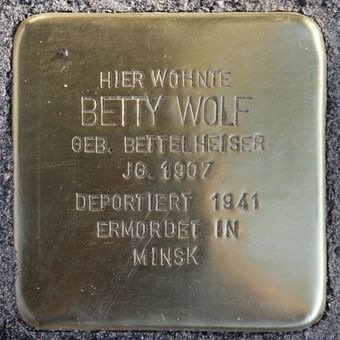 HIER WOHNTE
BETTY WOLF
GEB. BETTELHEISER
JG. 1907
DEPORTIERT 1941
ERMORDET IN
MINSK